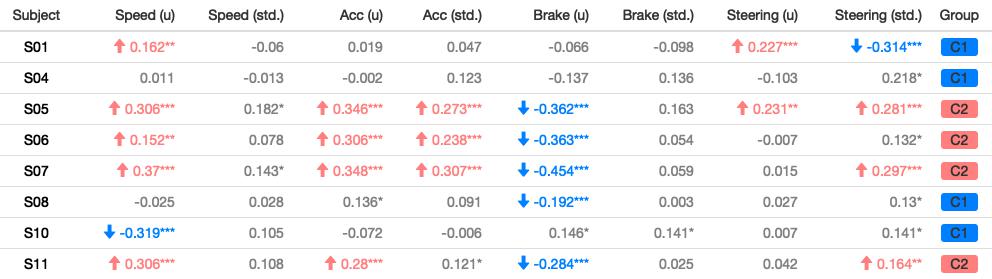 Subject Speed (u) Speed (std.) Acc (u) Acc (std.) Brake (u) Brake (std.) Steering (u) Steering (std.) Group
S01 0.162** -0.06 0.019 0.047 -0.066 -0.098 0.227*** -0.314*** C1
S04 0.011 -0.013 -0.002 0.123 -0.137 0.136 -0.103 0.218* C1
S05 0.306*** 0.182* 0.346*** 0.273*** -0.362*** 0.163 0.231** 0.281*** C2
S06 0.152** 0.078 0.306*** 0.238*** -0.363*** 0.054 -0.007 0.132* C2
S07 0.37*** 0.143* 0.348*** 0.307*** -0.454*** 0.059 0.015 0.297*** C2
S08 -0.025 0.028 0.136* 0.091 -0.192*** 0.003 0.027 0.13* C1
S10 -0.319*** 0.105 -0.072 -0.006 0.146* 0.141* 0.007 0.141* C1
S11 0.306*** 0.108 0.28*** 0.121* -0.284*** 0.025 0.042 0.164** C2